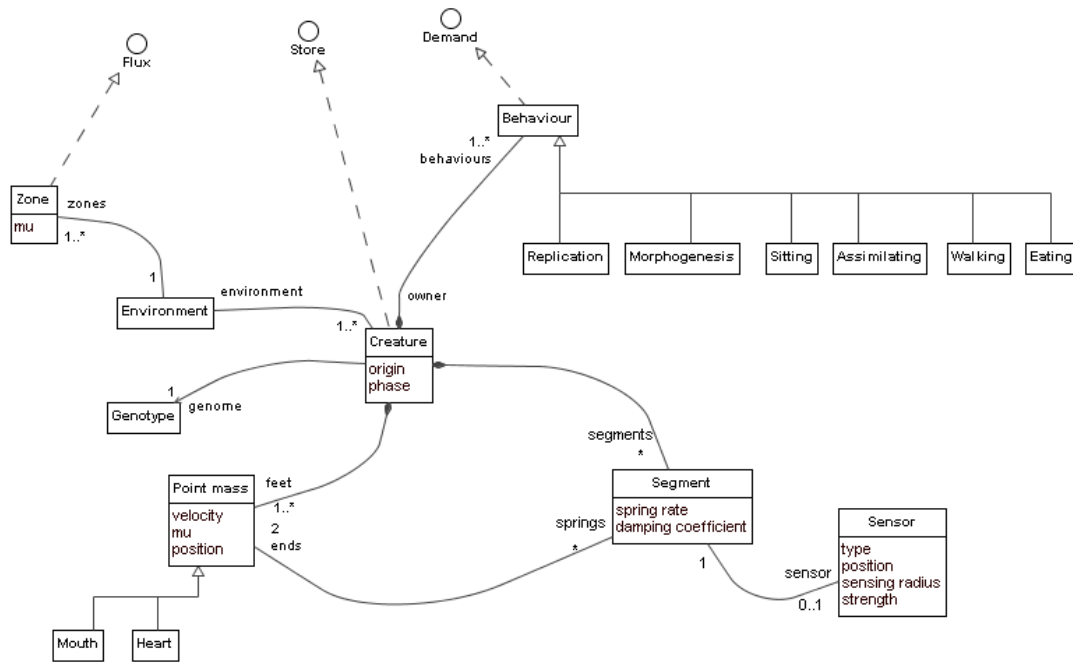 Demand
Store
Flux
Behaviour
1..*
behaviours
Zone
mu
zones
1..*
Replication
Morphogenesis
Sitting
Assimilating
Walking
Eating
1
environment
owner
Environment
1..*
Creature
origin
phase
1
genome
Genotype
segments
*
feet
1..*
Point mass
velocity
mu
position
2
ends
Segment
spring rate
damping coefficient
springs
*
Sensor
type
position
sensing radius
strength
1
sensor
0..1
Mouth
Heart